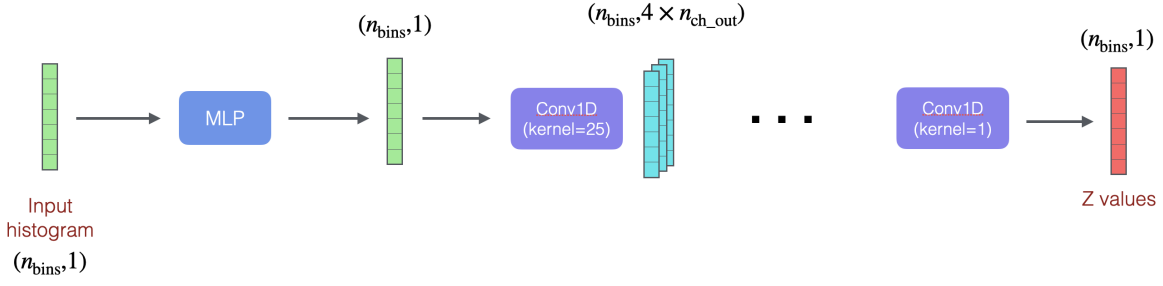 (n_bins,1)
(n_bins,4 × n_ch_out)
(n_bins,1)
MLP
Conv1D
(kernel=25)
. . .
Conv1D
(kernel=1)
Input
histogram
(n_bins,1)
Z values